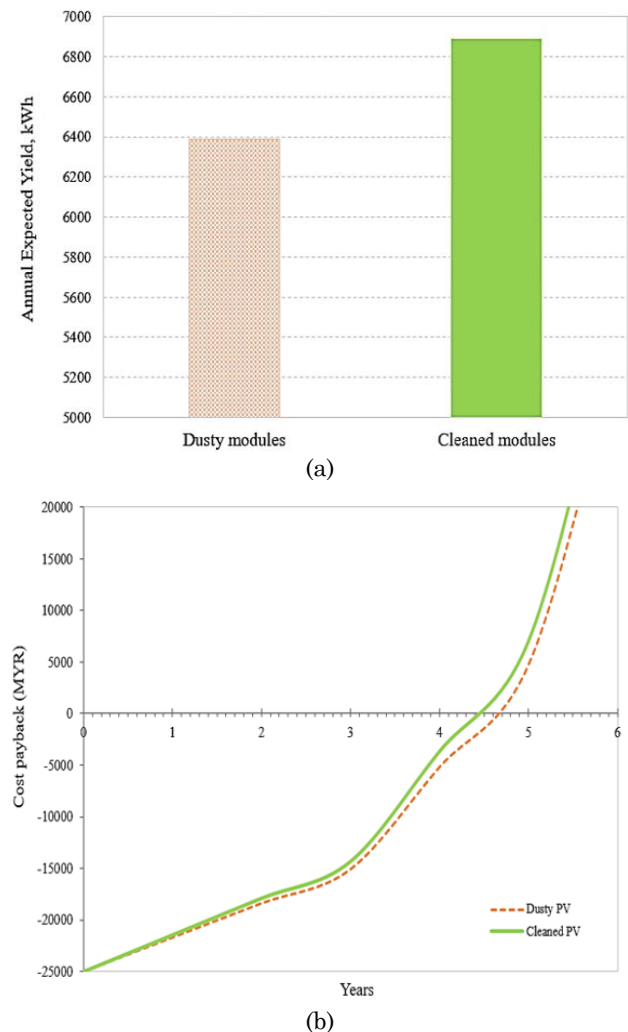 Annual Expected Yield, kWh
7000
6800
6600
6400
6200
6000
5800
5600
5400
5200
5000
Dusty modules
Cleaned modules
(a)
Cost payback (MYR)
20000
15000
10000
5000
0
-5000
-10000
-15000
-20000
-25000
0 1 2 3 4 5 6
Dusty PV
Cleaned PV
Years
(b)